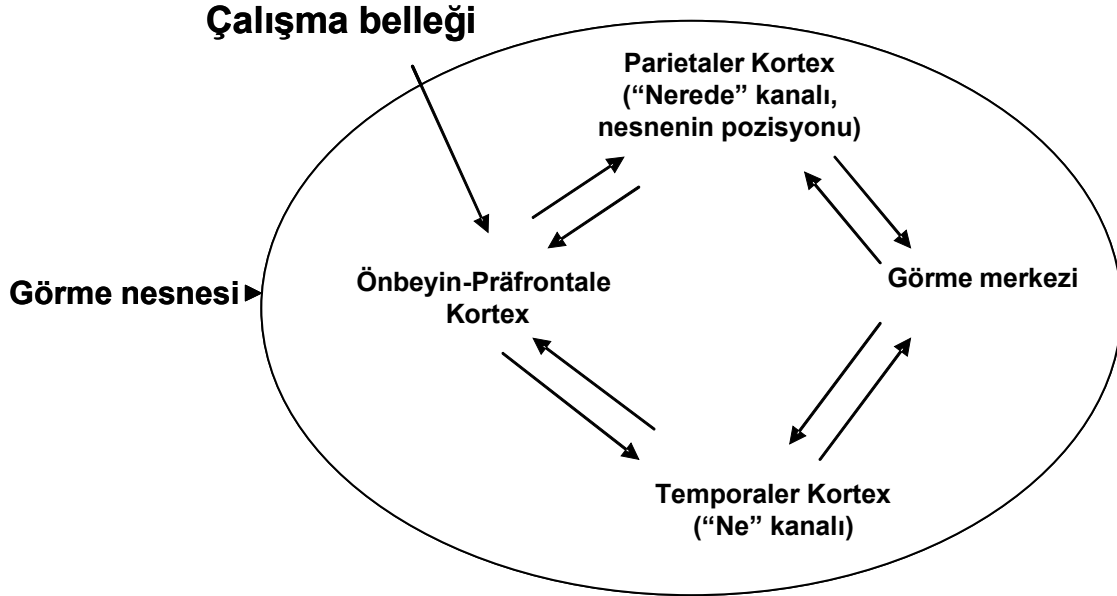 Çalışma belleği
Parietaler Kortex
(“Nerede” kanalı,
nesnenin pozisyonu)
Görme nesnesi
Önbeyin-Präfrontale
Kortex
Görme merkezi
Temporaler Kortex
(“Ne” kanalı)